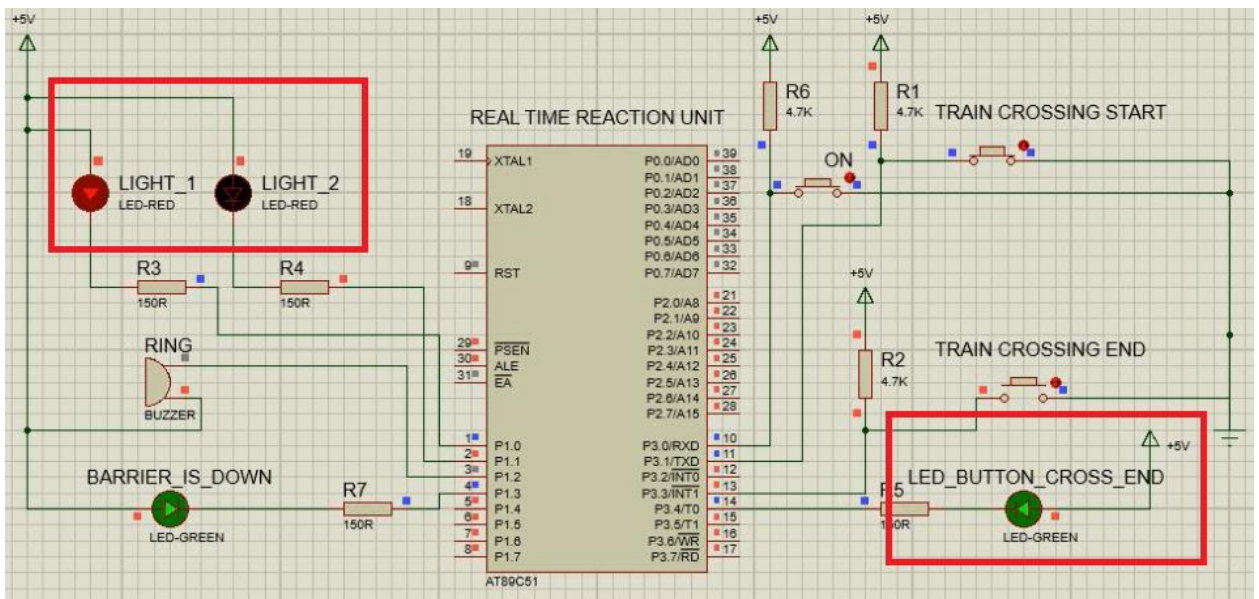 +5V
+5V
+5V
LIGHT_1
LED-RED
LIGHT_2
LED-RED
R3
150R
R4
150R
RING
BUZZER
BARRIER_IS_DOWN
LED-GREEN
R7
150R
REAL TIME REACTION UNIT
19
XTAL1
18
XTAL2
9
RST
29
PSEN
30
ALE
31
EA
1
P1.0
2
P1.1
3
P1.2
4
P1.3
5
P1.4
6
P1.5
7
P1.6
8
P1.7
P0.0/AD0
39
P0.1/AD1
38
P0.2/AD2
37
P0.3/AD3
36
P0.4/AD4
35
P0.5/AD5
34
P0.6/AD6
33
P0.7/AD7
32
P2.0/A8
21
P2.1/A9
22
P2.2/A10
23
P2.3/A11
24
P2.4/A12
25
P2.5/A13
26
P2.6/A14
27
P2.7/A15
28
P3.0/RXD
10
P3.1/TXD
11
P3.2/INT0
12
P3.3/INT1
13
P3.4/T0
14
P3.5/T1
15
P3.6/WR
16
P3.7/RD
17
AT89C51
R6
4.7K
R1
4.7K
TRAIN CROSSING START
ON
+5V
R2
4.7K
TRAIN CROSSING END
+5V
LED_BUTTON_CROSS_END
R5
150R
LED-GREEN